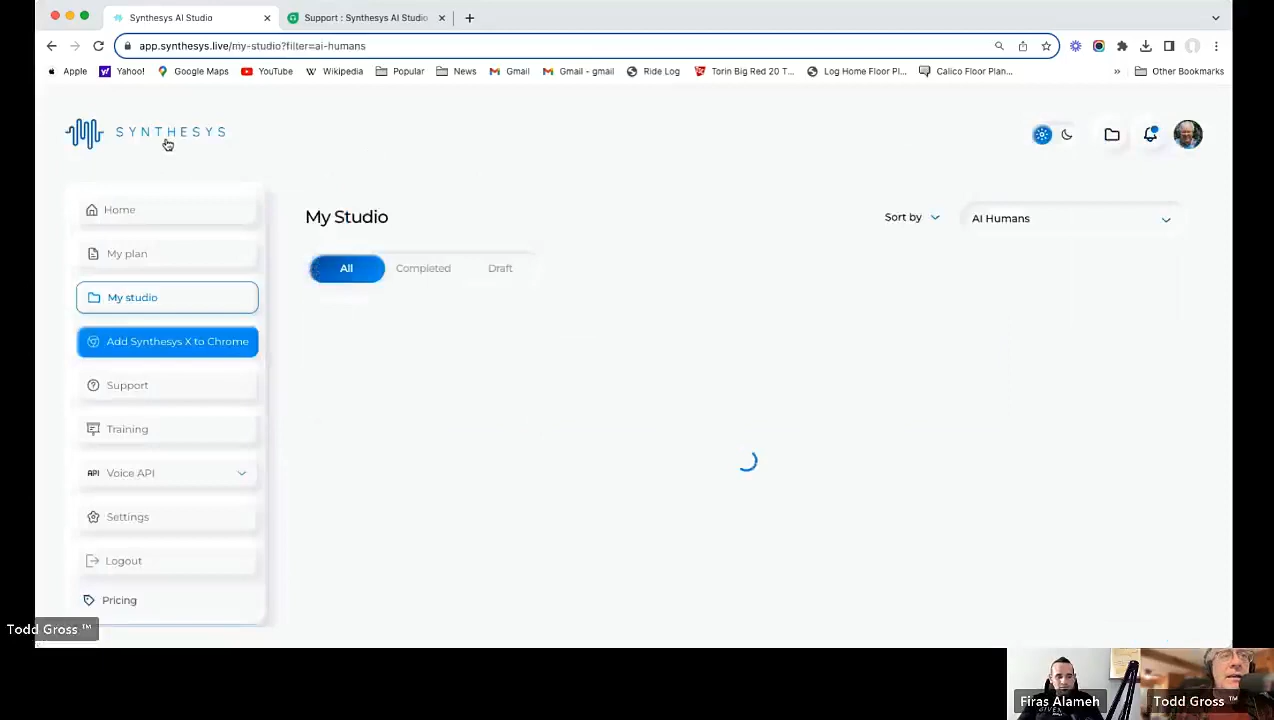 Synthesys AI Studio
Support : Synthesys AI Studio
app.synthesys.live/my-studio?filter=ai-humans
Apple Yahoo! Google Maps YouTube Wikipedia Popular News Gmail Gmail - gmail Ride Log Torin Big Red 20 T... Log Home Floor Pl... Calico Floor Plan... » Other Bookmarks
SYNTHESYS
Home
My plan
My studio
Add Synthesys X to Chrome
Support
Training
API Voice API
Settings
Logout
Pricing
My Studio
Sort by
AI Humans
All
Completed
Draft
Todd Gross ™
Firas Alameh
Todd Gross ™